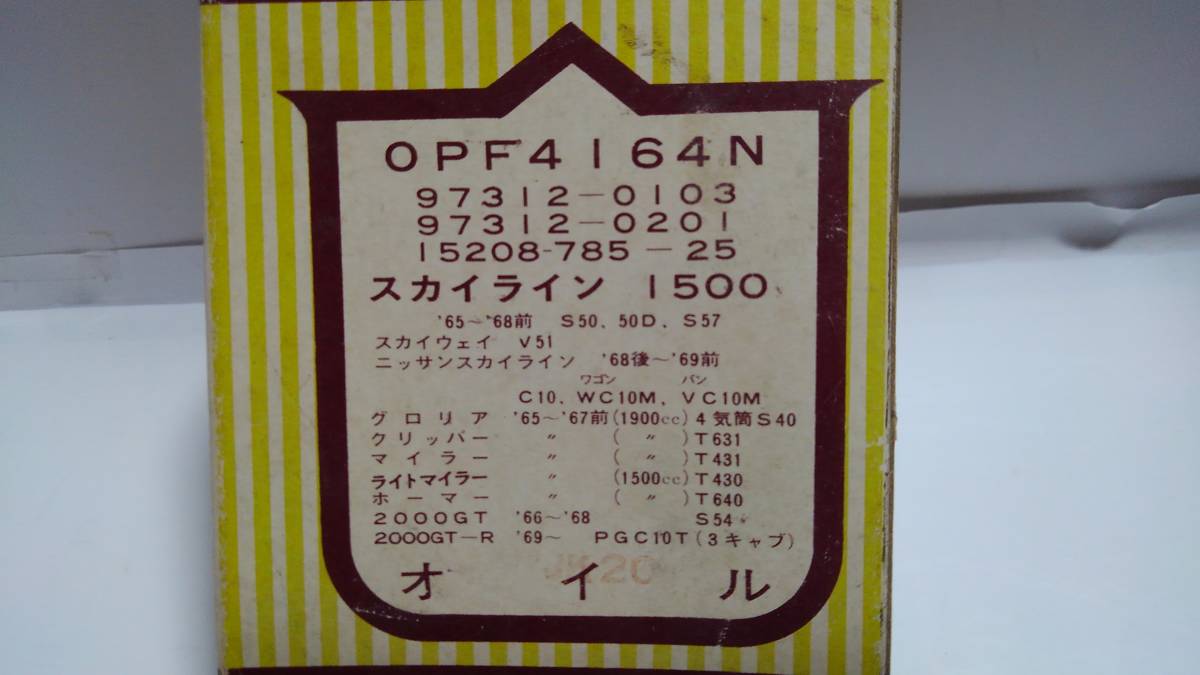 OPF4164N
97312-0103
97312-0201
15208-785-25
スカイライン 1500
'65～'68前 S50、50D、S57
スカイウェイ V51
ニッサンスカイライン '68後～'69前
ワゴン バン
C10、WC10M、VC10M
グロリア '65～'67前(1900cc)4気筒S40
クリッパー 〃 ( 〃 )T631
マイラー 〃 ( 〃 )T431
ライトマイラー 〃 (1500cc)T430
ホーマー 〃 ( 〃 )T640
2000GT '66～'68 S54
2000GT-R '69～ PGC10T(3キャブ)
オイル